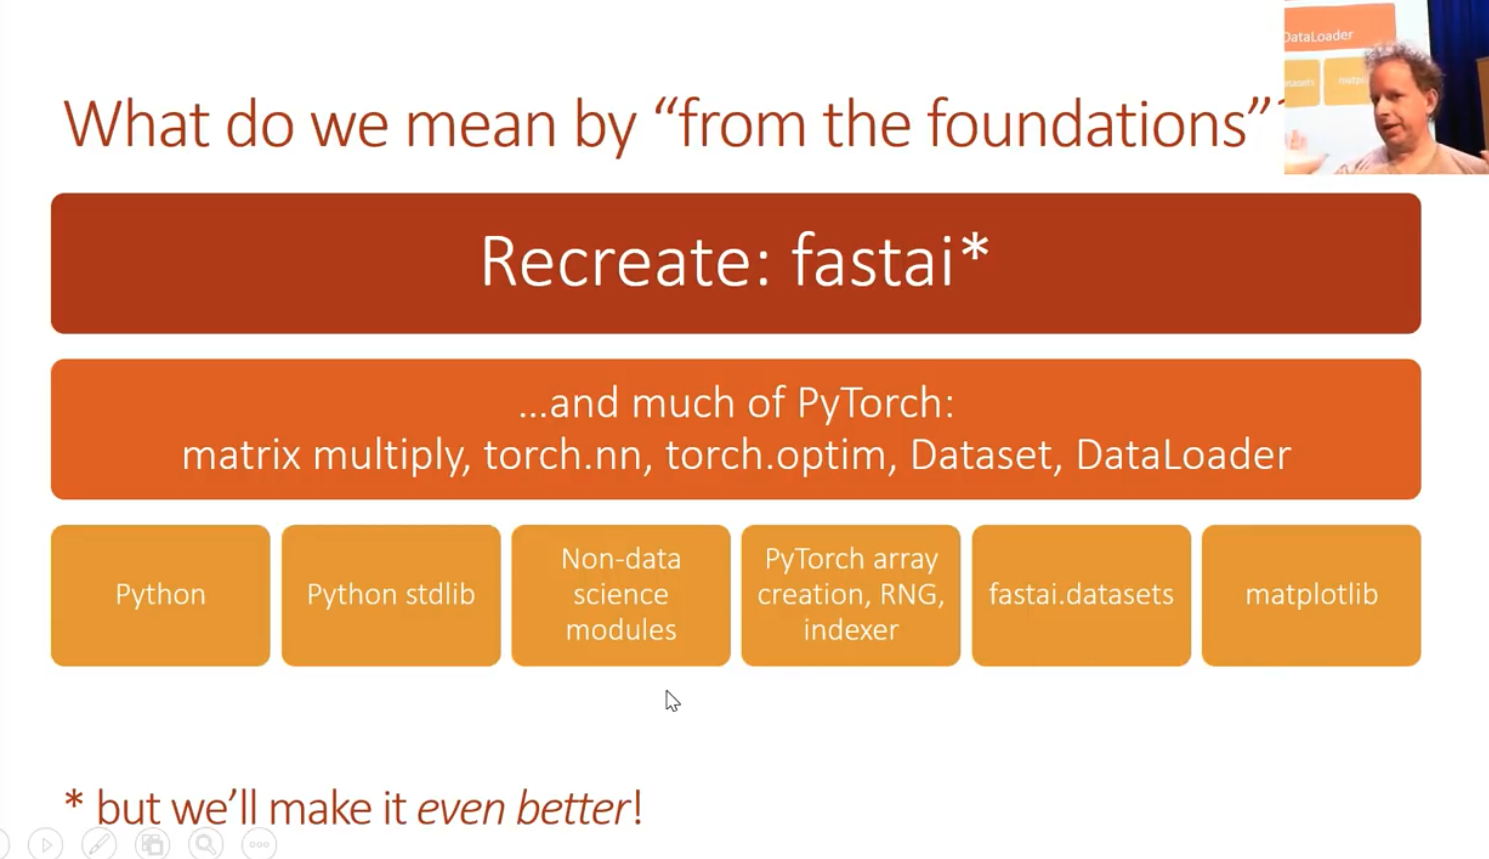 What do we mean by “from the foundations”
DataLoader
Recreate: fastai*
...and much of PyTorch:
matrix multiply, torch.nn, torch.optim, Dataset, DataLoader
Python
Python stdlib
Non-data
science
modules
PyTorch array
creation, RNG,
indexer
fastai.datasets
matplotlib
* but we’ll make it even better!